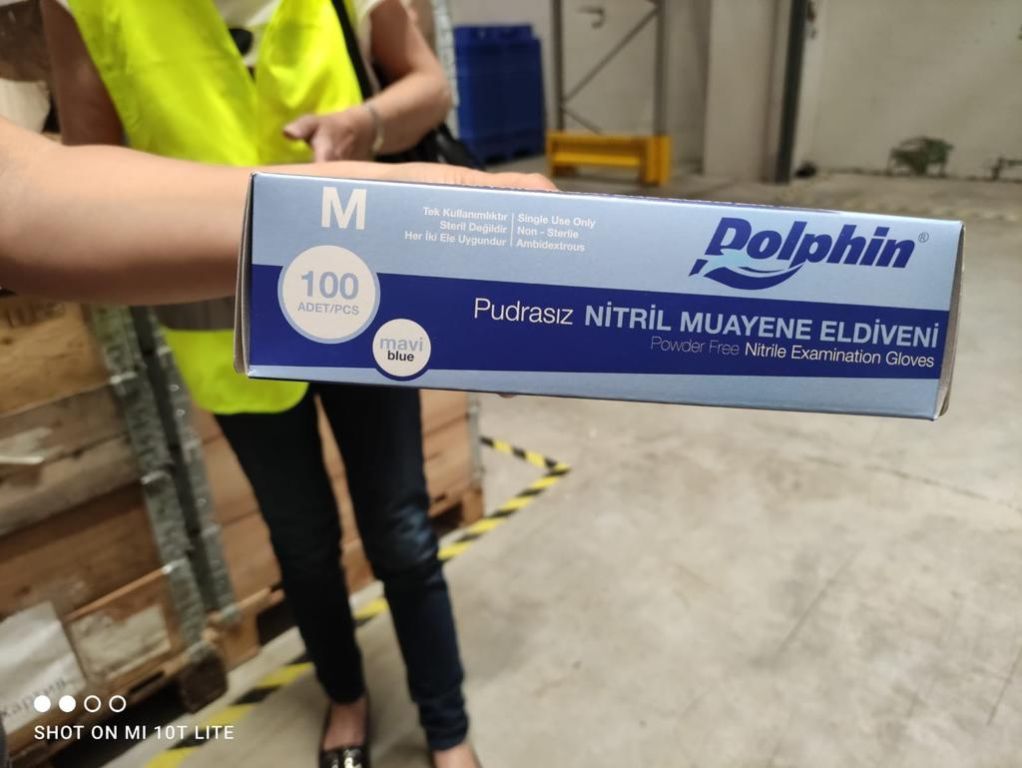 M
Tek Kullanımlıktır | Single Use Only
Steril Değildir | Non - Sterlie
Her İki Ele Uygundur | Ambidextrous
Dolphin®
100
ADET/PCS
mavi
blue
Pudrasız NİTRİL MUAYENE ELDİVENİ
Powder Free Nitrile Examination Gloves
SHOT ON MI 10T LITE